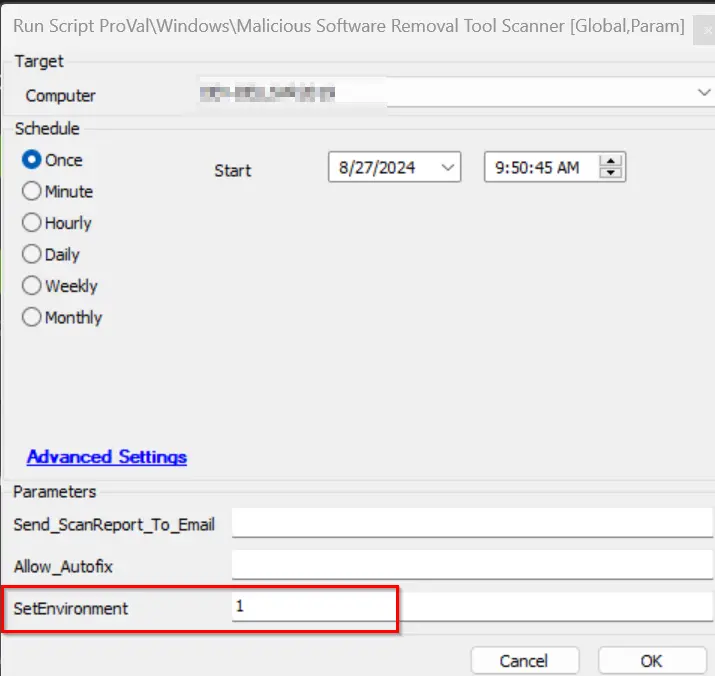 Run Script ProVal\Windows\Malicious Software Removal Tool Scanner [Global,Param]
Target
Computer
Schedule
Once
Start 8/27/2024 9:50:45 AM
Minute
Hourly
Daily
Weekly
Monthly
Advanced Settings
Parameters
Send_ScanReport_To_Email
Allow_Autofix
SetEnvironment 1
Cancel OK